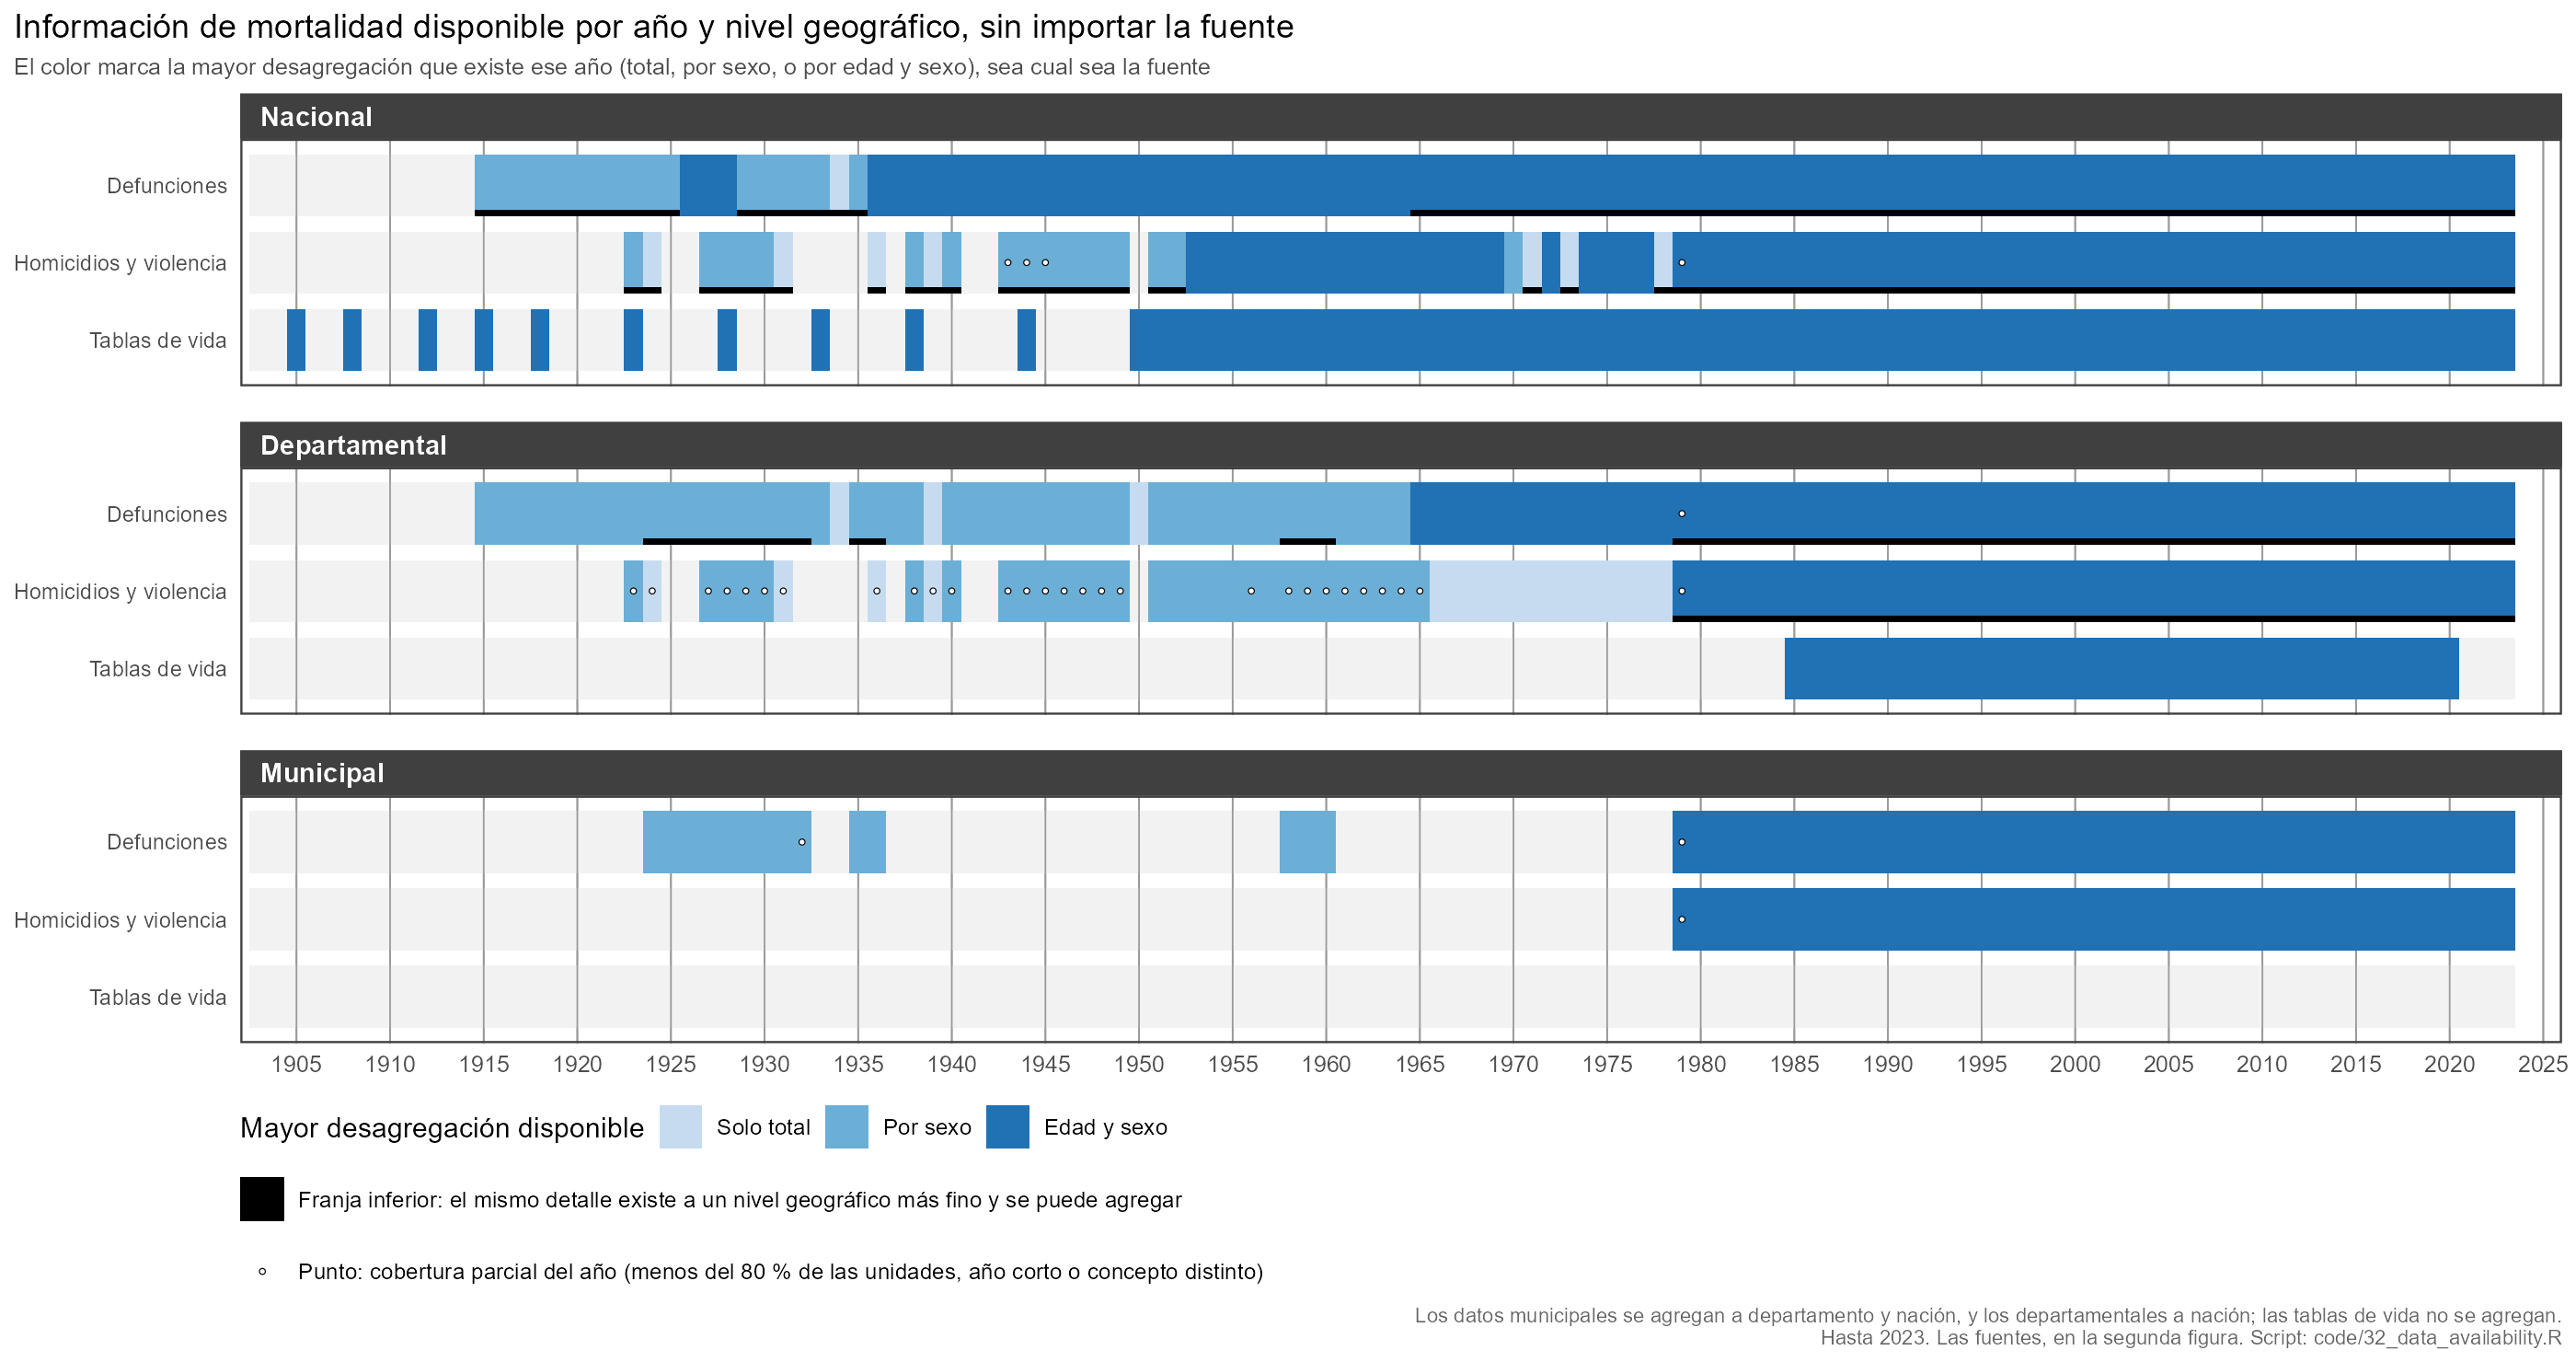 Información de mortalidad disponible por año y nivel geográfico, sin importar la fuente
El color marca la mayor desagregación que existe ese año (total, por sexo, o por edad y sexo), sea cual sea la fuente
Nacional
Defunciones
Homicidios y violencia
Tablas de vida
Departamental
Defunciones
Homicidios y violencia
Tablas de vida
Municipal
Defunciones
Homicidios y violencia
Tablas de vida
1905 1910 1915 1920 1925 1930 1935 1940 1945 1950 1955 1960 1965 1970 1975 1980 1985 1990 1995 2000 2005 2010 2015 2020 2025
Mayor desagregación disponible Solo total Por sexo Edad y sexo
Franja inferior: el mismo detalle existe a un nivel geográfico más fino y se puede agregar
Punto: cobertura parcial del año (menos del 80 % de las unidades, año corto o concepto distinto)
Los datos municipales se agregan a departamento y nación, y los departamentales a nación; las tablas de vida no se agregan.
Hasta 2023. Las fuentes, en la segunda figura. Script: code/32_data_availability.R